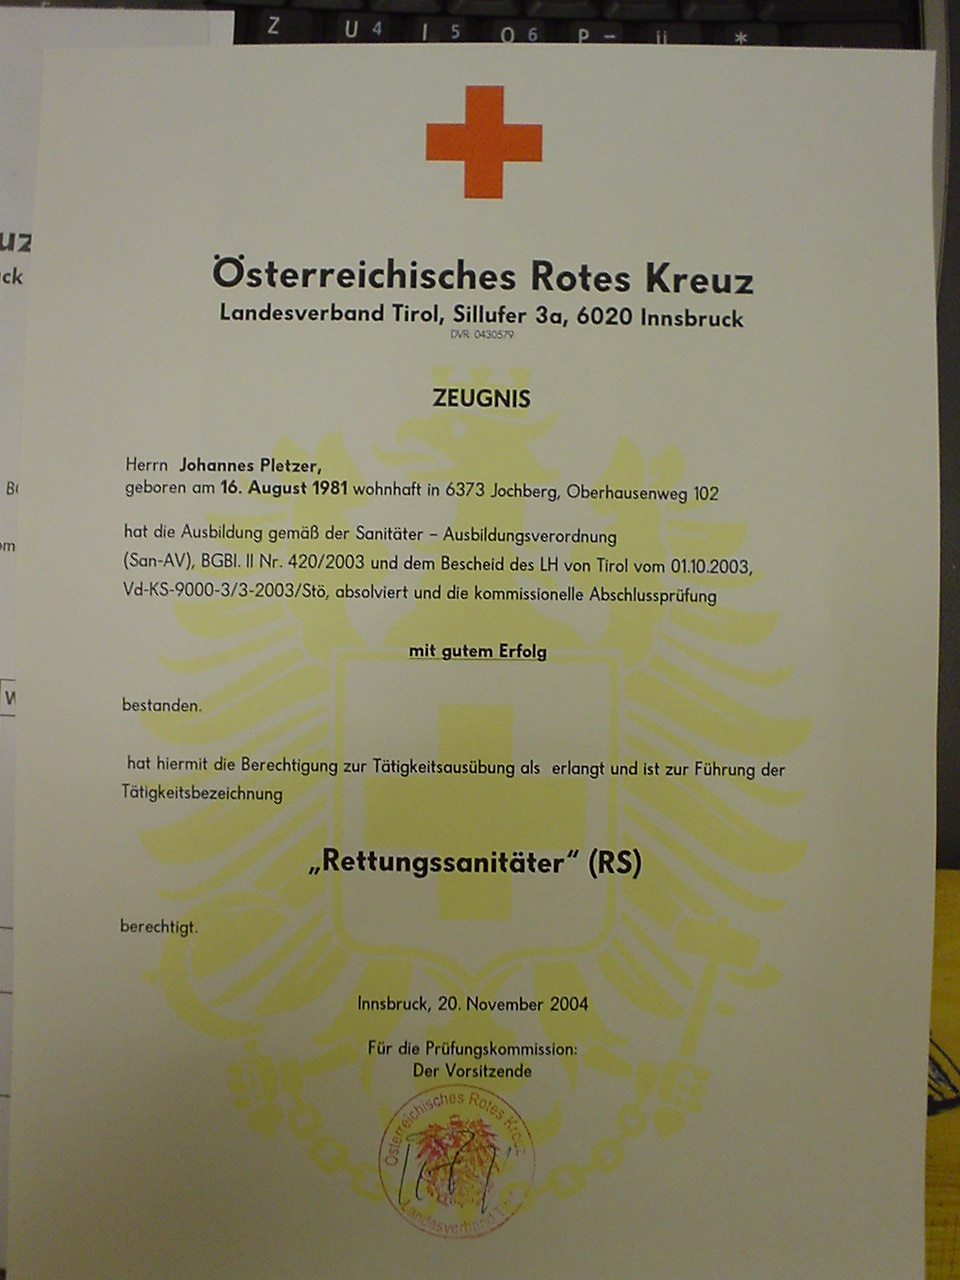 Z U 4 I 5 O 6 P - ü *
uz
ck
Österreichisches Rotes Kreuz
Landesverband Tirol, Sillufer 3a, 6020 Innsbruck
DVR: 0430579
ZEUGNIS
Herrn Johannes Pletzer,
geboren am 16. August 1981 wohnhaft in 6373 Jochberg, Oberhausenweg 102
hat die Ausbildung gemäß der Sanitäter – Ausbildungsverordnung
(San-AV), BGBl. II Nr. 420/2003 und dem Bescheid des LH von Tirol vom 01.10.2003,
Vd-KS-9000-3/3-2003/Stö, absolviert und die kommissionelle Abschlussprüfung
mit gutem Erfolg
bestanden.
hat hiermit die Berechtigung zur Tätigkeitsausübung als erlangt und ist zur Führung der
Tätigkeitsbezeichnung
„Rettungssanitäter“ (RS)
berechtigt.
Innsbruck, 20. November 2004
Für die Prüfungskommission:
Der Vorsitzende
Österreichisches Rotes Kreuz
Landesverband